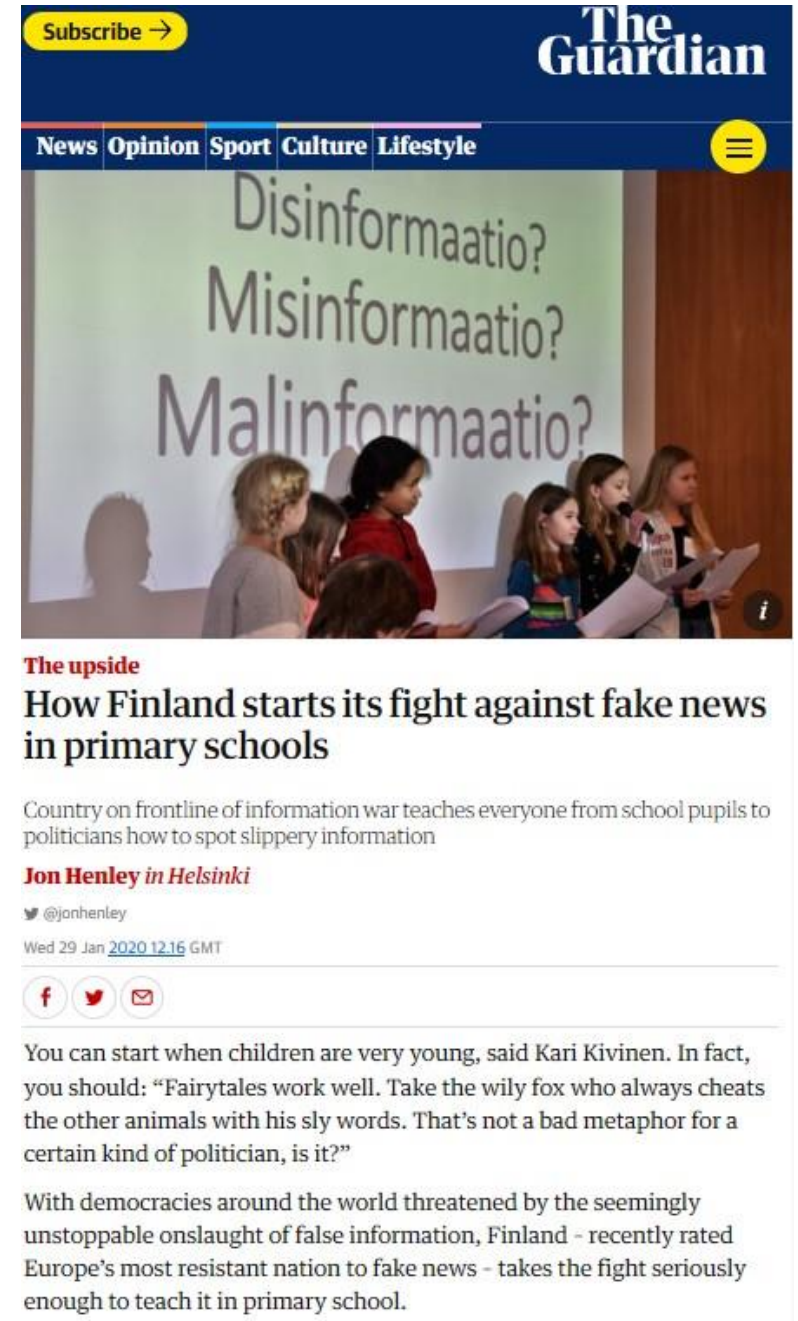 Subscribe →
The
Guardian
News Opinion Sport Culture Lifestyle
Disinformaatio?
Misinformaatio?
Malinformaatio?
i
The upside
How Finland starts its fight against fake news
in primary schools
Country on frontline of information war teaches everyone from school pupils to
politicians how to spot slippery information
Jon Henley in Helsinki
@jonhenley
Wed 29 Jan 2020 12.16 GMT
f
You can start when children are very young, said Kari Kivinen. In fact,
you should: “Fairytales work well. Take the wily fox who always cheats
the other animals with his sly words. That’s not a bad metaphor for a
certain kind of politician, is it?”
With democracies around the world threatened by the seemingly
unstoppable onslaught of false information, Finland - recently rated
Europe’s most resistant nation to fake news - takes the fight seriously
enough to teach it in primary school.